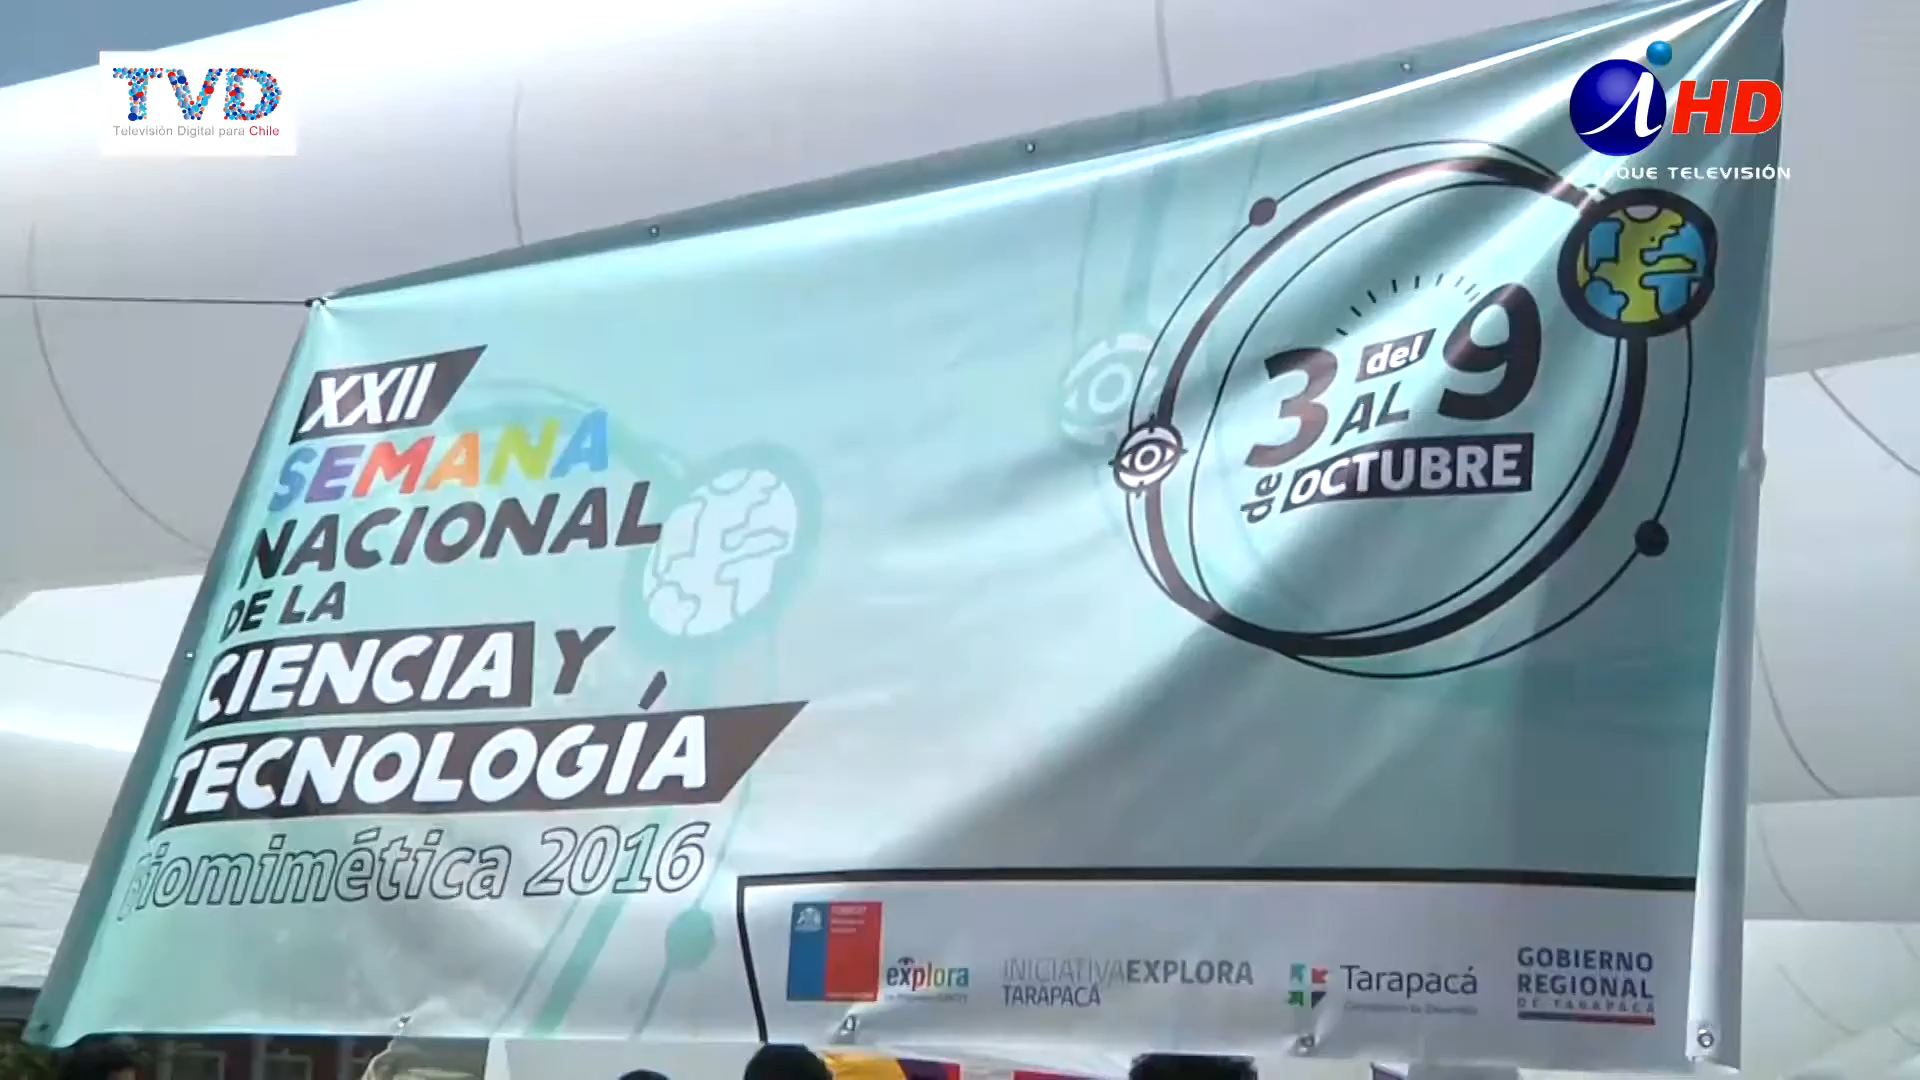 TVD
Televisión Digital para Chile
HD
QUE TELEVISIÓN
XXII
SEMANA
NACIONAL
DE LA
CIENCIA Y
TECNOLOGÍA
Biomimética 2016
3 del AL 9
de OCTUBRE
explora
INICIATIVA EXPLORA
TARAPACÁ
Tarapacá
GOBIERNO
REGIONAL
DE TARAPACÁ